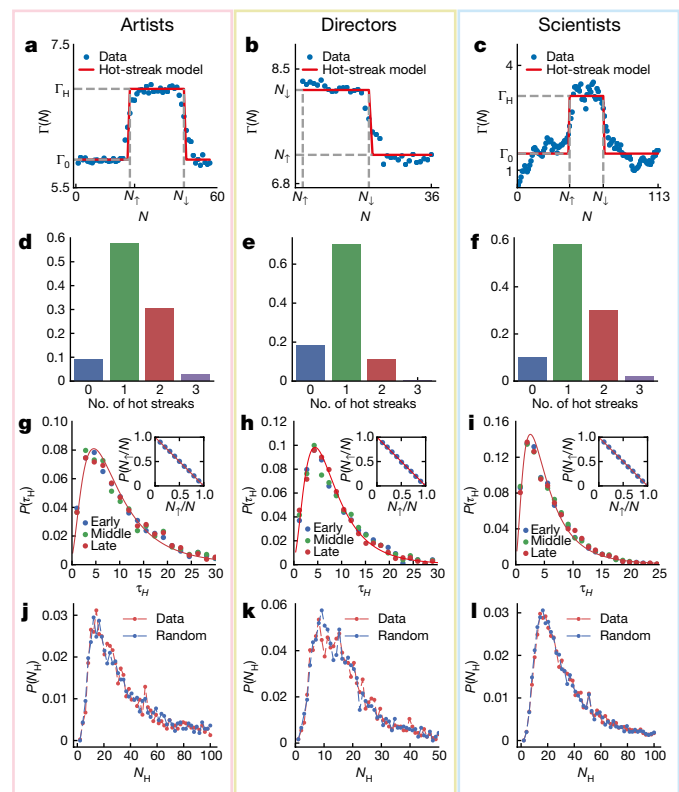 Artists
Directors
Scientists
a
7.5
Data
Hot-streak model
Γ(N)
Γ_H
Γ_0
5.5
0
N↑
N↓
60
N
b
8.5
Data
Hot-streak model
Γ(N)
N↓
N↑
6.8
N↑
N↓
36
N
c
4
Data
Hot-streak model
Γ(N)
Γ_H
Γ_0
1
0
N↑
N↓
113
N
d
0.6
0.5
0.4
0.3
0.2
0.1
0
0 1 2 3
No. of hot streaks
e
0.6
0.4
0.2
0
0 1 2 3
No. of hot streaks
f
0.6
0.5
0.4
0.3
0.2
0.1
0
0 1 2 3
No. of hot streaks
g
P(τ_H)
0.10
0.08
0.06
0.04
0.02
0
Early
Middle
Late
0 5 10 15 20 25 30
τ_H
P(N↑/N)
1.0
0.5
0
0 0.5 1.0
N↑/N
h
P(τ_H)
0.12
0.1
0.08
0.06
0.04
0.02
0
Early
Middle
Late
0 5 10 15 20 25 30
τ_H
P(N↑/N)
1.0
0.5
0
0 0.5 1.0
N↑/N
i
P(τ_H)
0.16
0.12
0.08
0.04
0
Early
Middle
Late
0 5 10 15 20 25
τ_H
P(N↑/N)
1.0
0.5
0
0 0.5 1.0
N↑/N
j
P(N_H)
0.03
0.02
0.01
0
Data
Random
0 20 40 60 80 100
N_H
k
P(N_H)
0.06
0.04
0.02
0
Data
Random
0 10 20 30 40 50
N_H
l
P(N_H)
0.03
0.02
0.01
0
Data
Random
0 20 40 60 80 100
N_H